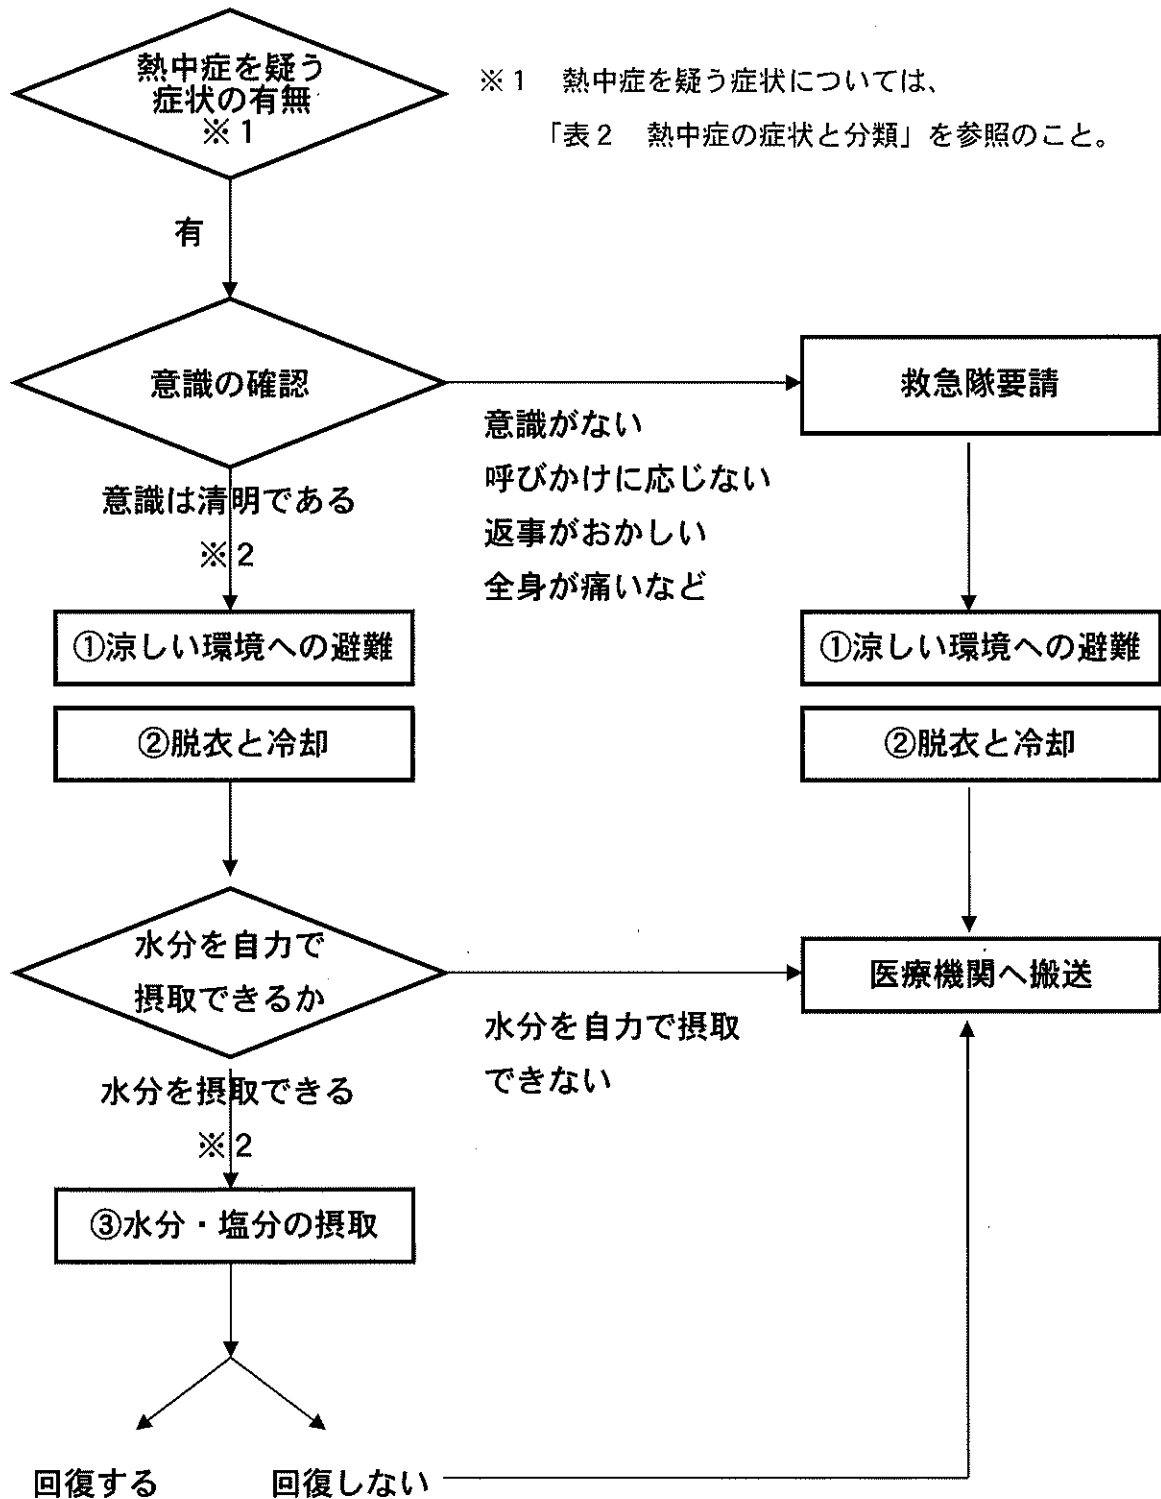 熱中症を疑う
症状の有無
※1
※1　熱中症を疑う症状については、
「表2　熱中症の症状と分類」を参照のこと。
有
意識の確認
救急隊要請
意識がない
呼びかけに応じない
返事がおかしい
全身が痛いなど
意識は清明である
※2
①涼しい環境への避難
①涼しい環境への避難
②脱衣と冷却
②脱衣と冷却
水分を自力で
摂取できるか
医療機関へ搬送
水分を自力で摂取
できない
水分を摂取できる
※2
③水分・塩分の摂取
回復する
回復しない